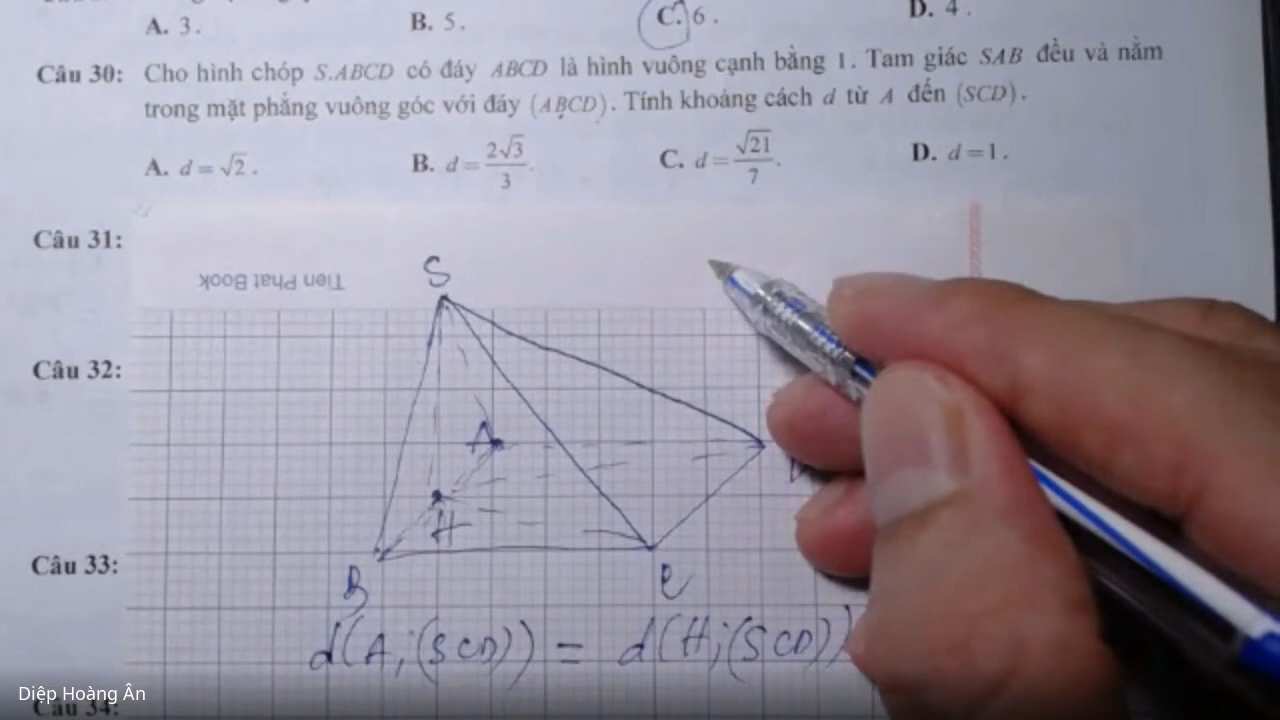 A. 3.
B. 5.
C. 6.
D. 4.
Câu 30: Cho hình chóp S.ABCD có đáy ABCD là hình vuông cạnh bằng 1. Tam giác SAB đều và nằm
trong mặt phẳng vuông góc với đáy (ABCD). Tính khoảng cách d từ A đến (SCD).
A. d = √2.
B. d = 2√3/3.
C. d = √21/7.
D. d = 1.
Câu 31:
Tien Phat Book
S
Câu 32:
A
H
Câu 33:
B
C
d(A;(SCD)) = d(H;(SCD))
Diệp Hoàng Ân
Câu 34: